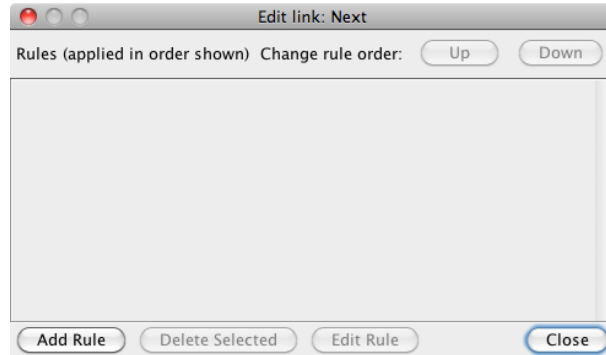 Edit link: Next
Rules (applied in order shown) Change rule order: Up Down
Add Rule Delete Selected Edit Rule Close